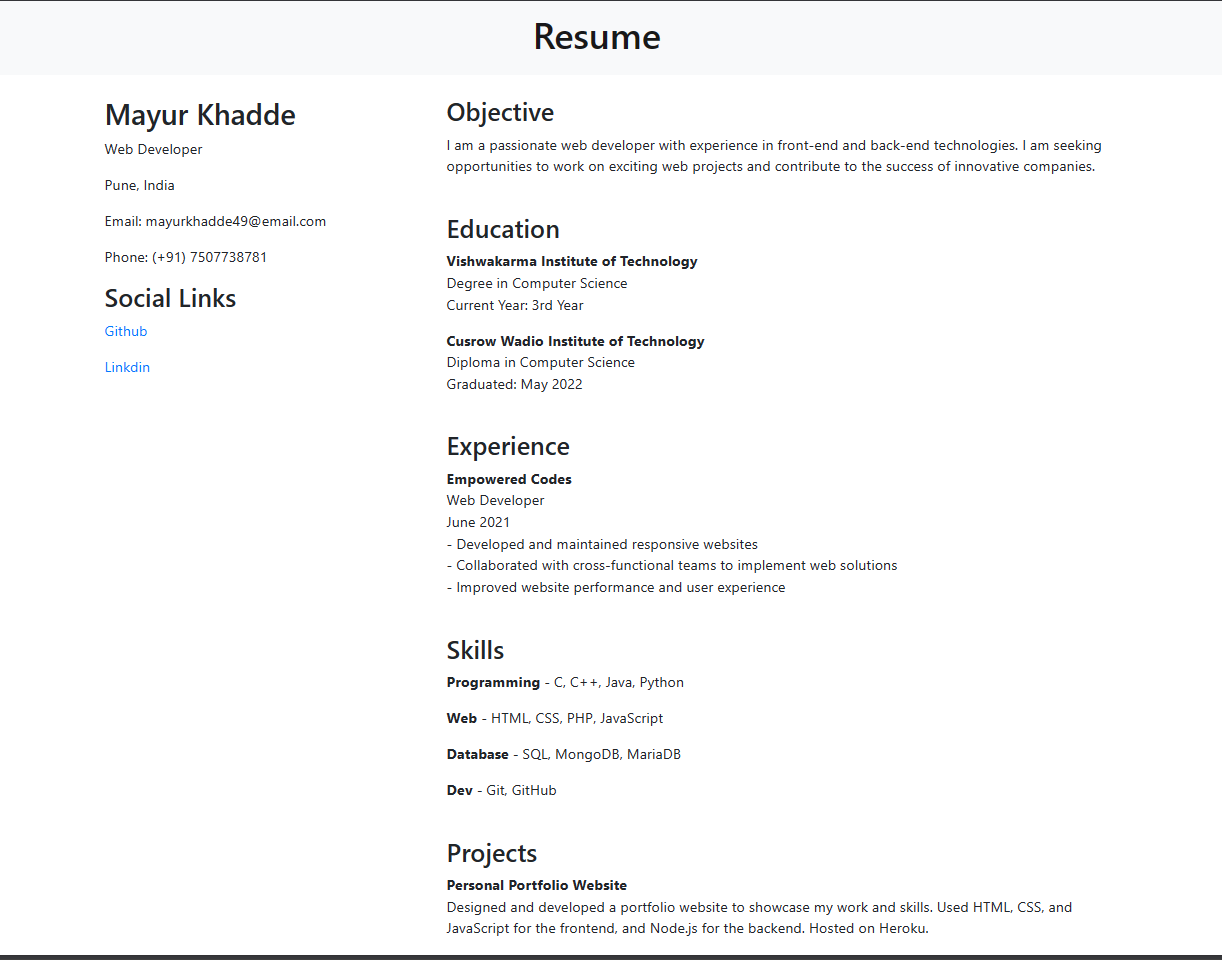 Resume
Mayur Khadde
Web Developer
Pune, India
Email: mayurkhadde49@email.com
Phone: (+91) 7507738781
Social Links
Github
Linkdin
Objective
I am a passionate web developer with experience in front-end and back-end technologies. I am seeking
opportunities to work on exciting web projects and contribute to the success of innovative companies.
Education
Vishwakarma Institute of Technology
Degree in Computer Science
Current Year: 3rd Year
Cusrow Wadio Institute of Technology
Diploma in Computer Science
Graduated: May 2022
Experience
Empowered Codes
Web Developer
June 2021
- Developed and maintained responsive websites
- Collaborated with cross-functional teams to implement web solutions
- Improved website performance and user experience
Skills
Programming - C, C++, Java, Python
Web - HTML, CSS, PHP, JavaScript
Database - SQL, MongoDB, MariaDB
Dev - Git, GitHub
Projects
Personal Portfolio Website
Designed and developed a portfolio website to showcase my work and skills. Used HTML, CSS, and
JavaScript for the frontend, and Node.js for the backend. Hosted on Heroku.